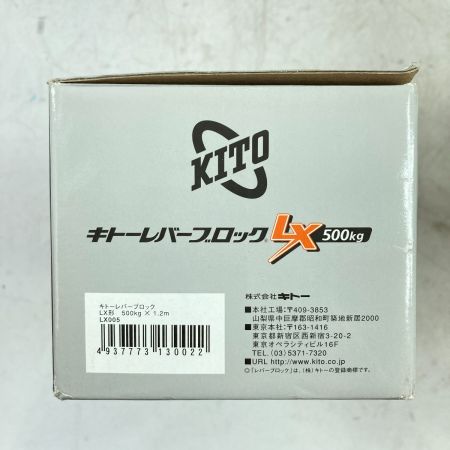 KITO
キトーレバーブロック LX 500kg
株式会社キトー
■本社工場:〒409-3853
山梨県中巨摩郡昭和町築地新居2000
■東京本社:〒163-1416
東京都新宿区西新宿3-20-2
東京オペラシティビル16F
TEL.(03)5371-7320
■URL http://www.kito.co.jp
○「レバーブロック」は、(株)キトーの登録商標です。
キトーレバーブロック
LX形 500kg × 1.2m
LX005
4937773130022